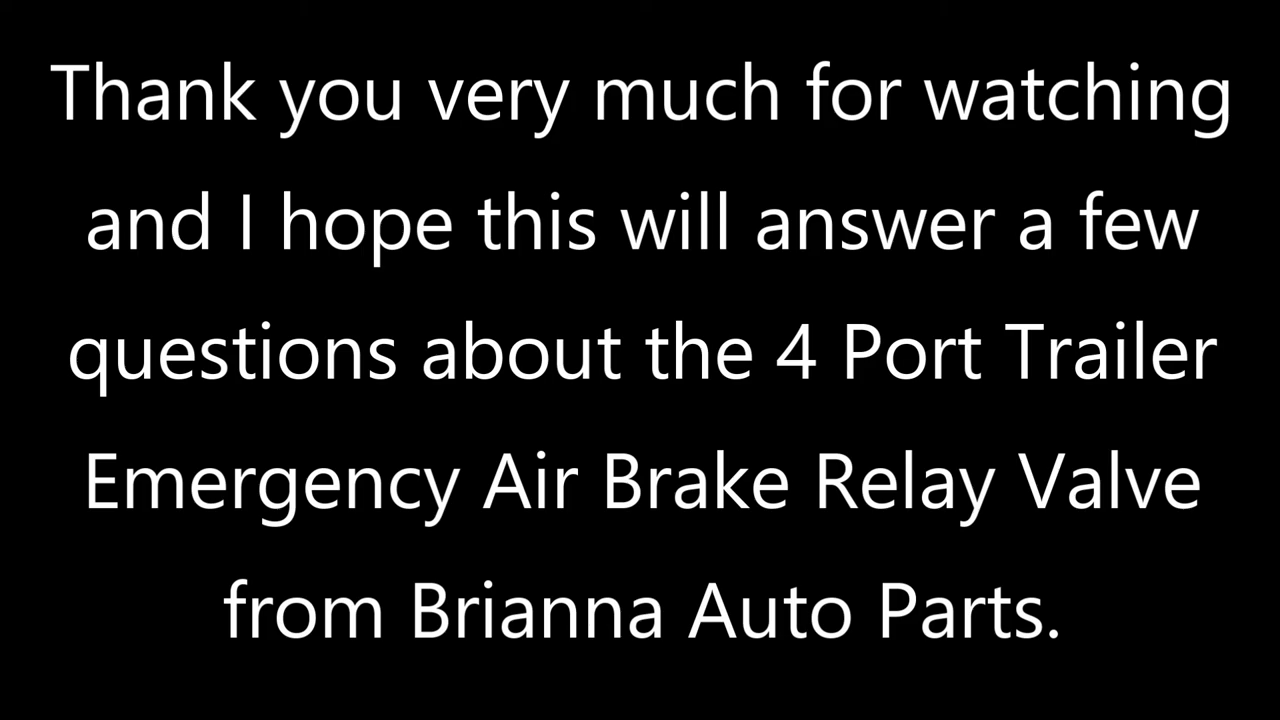 Thank you very much for watching
and I hope this will answer a few
questions about the 4 Port Trailer
Emergency Air Brake Relay Valve
from Brianna Auto Parts.